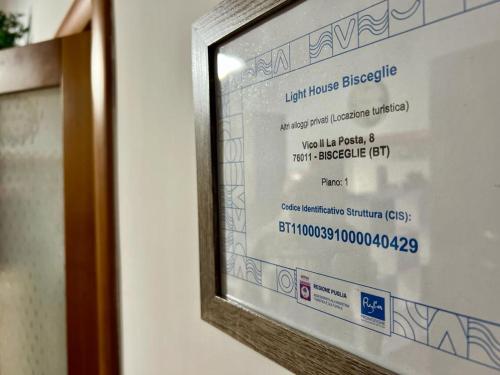 Light House Bisceglie
Altri alloggi privati (Locazione turistica)
Vico II La Posta, 8
76011 - BISCEGLIE (BT)
Piano: 1
Codice Identificativo Struttura (CIS):
BT11000391000040429
REGIONE PUGLIA
Puglia